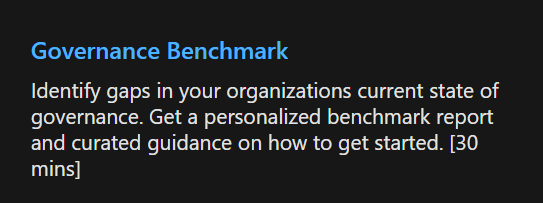 Governance Benchmark
Identify gaps in your organizations current state of
governance. Get a personalized benchmark report
and curated guidance on how to get started. [30
mins]